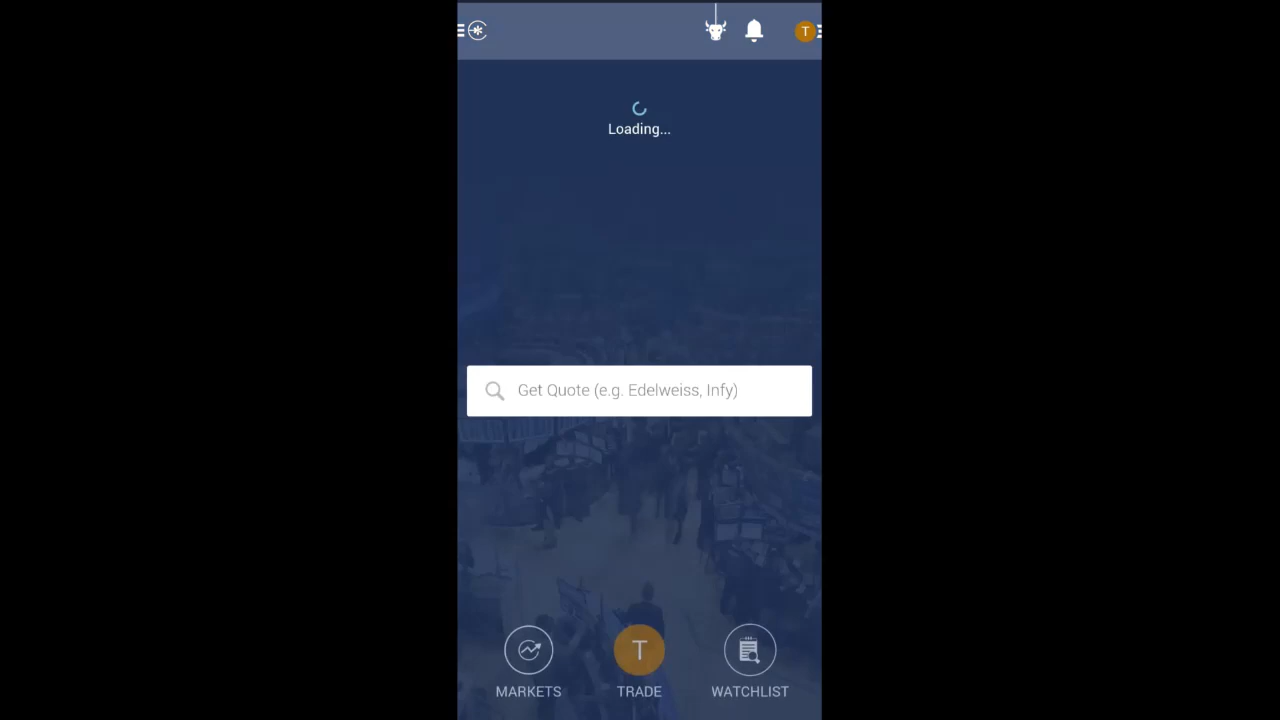 T
Loading...
Get Quote (e.g. Edelweiss, Infy)
T
MARKETS TRADE WATCHLIST